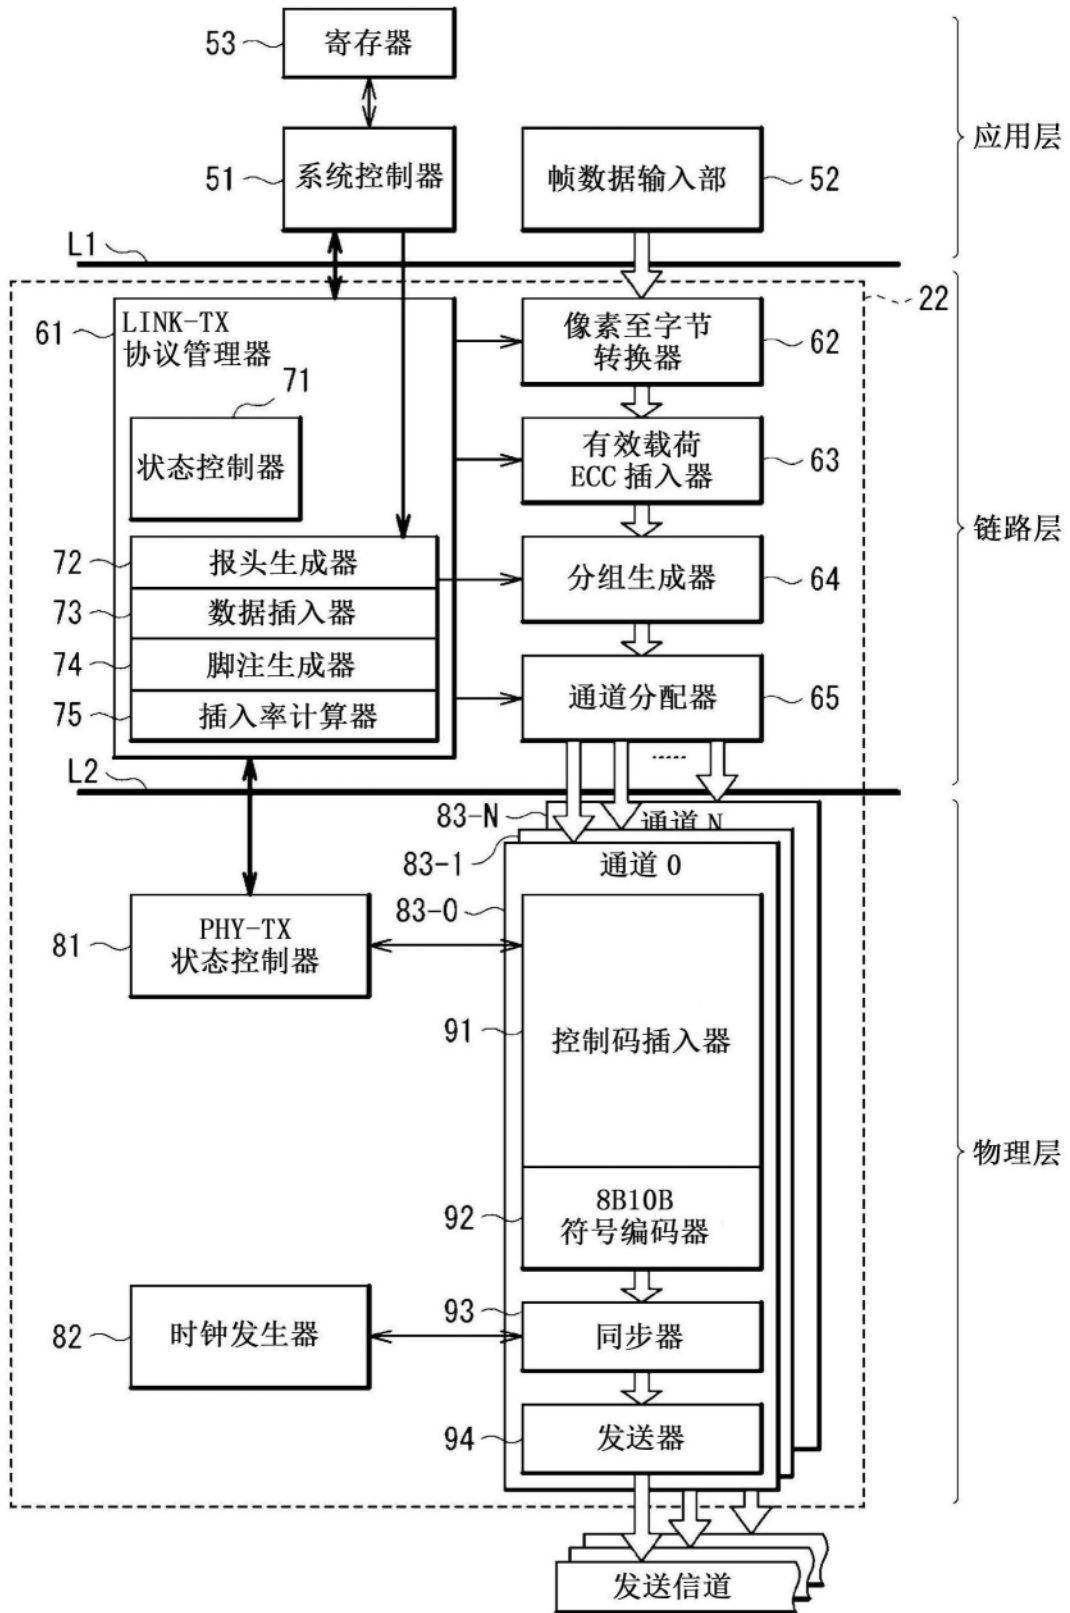 53
寄存器
51
系统控制器
帧数据输入部
52
应用层
L1
22
61
LINK-TX
协议管理器
像素至字节
转换器
62
71
状态控制器
有效载荷
ECC 插入器
63
链路层
72
报头生成器
分组生成器
64
73
数据插入器
74
脚注生成器
75
插入率计算器
通道分配器
65
L2
83-N
通道 N
83-1
通道 0
83-0
81
PHY-TX
状态控制器
91
控制码插入器
物理层
92
8B10B
符号编码器
82
时钟发生器
93
同步器
94
发送器
发送信道